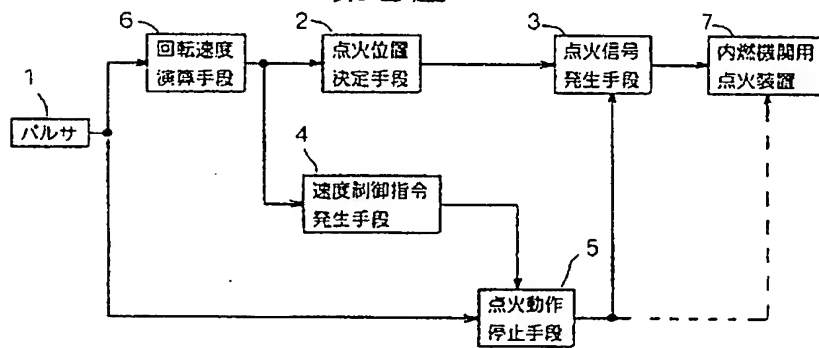 6
回転速度
演算手段
2
点火位置
決定手段
3
点火信号
発生手段
7
内燃機関用
点火装置
1
パルサ
4
速度制御指令
発生手段
5
点火動作
停止手段